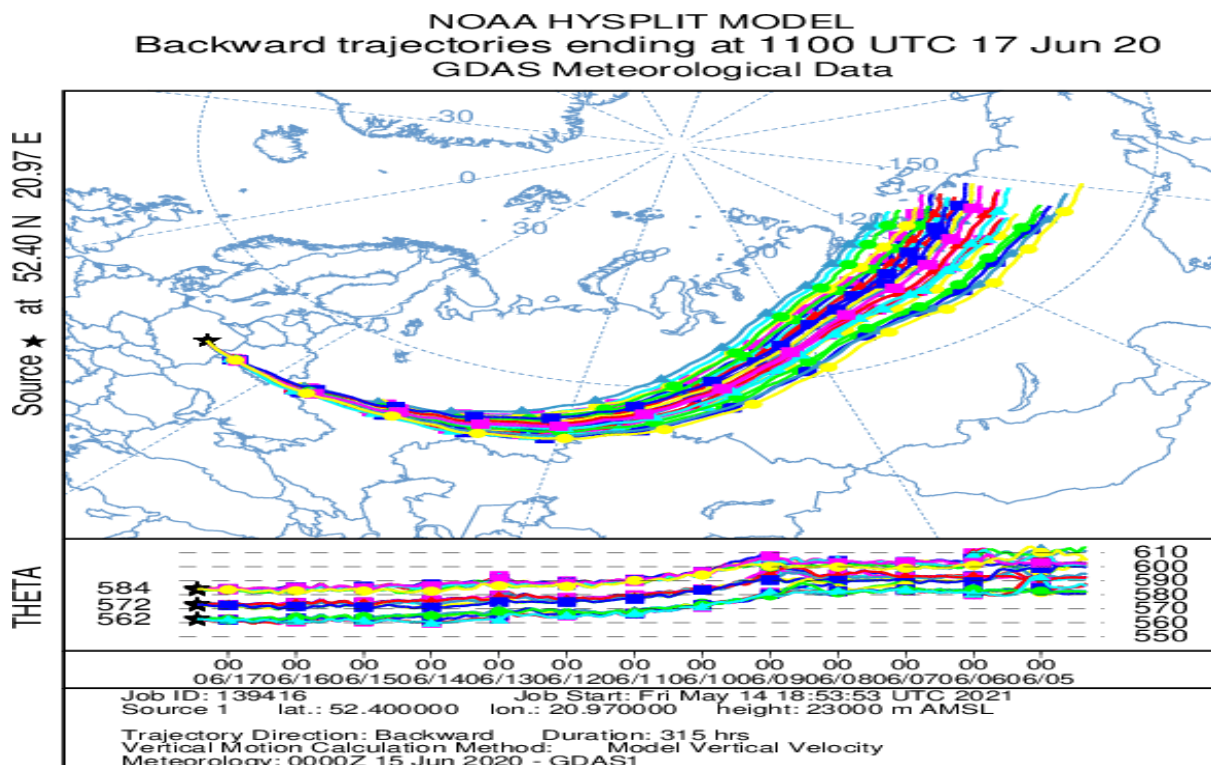 NOAA HYSPLIT MODEL
Backward trajectories ending at 1100 UTC 17 Jun 20
GDAS Meteorological Data
Source ★ at 52.40 N 20.97 E
-30
0
30
90
120
150
THETA
584
572
562
610
600
590
580
570
560
550
00 00 00 00 00 00 00 00 00 00 00 00 00
06/17 06/16 06/15 06/14 06/13 06/12 06/11 06/10 06/09 06/08 06/07 06/06 06/05
Job ID: 139416 Job Start: Fri May 14 18:53:53 UTC 2021
Source 1 lat.: 52.400000 lon.: 20.970000 height: 23000 m AMSL
Trajectory Direction: Backward Duration: 315 hrs
Vertical Motion Calculation Method: Model Vertical Velocity
Meteorology: 0000Z 15 Jun 2020 - GDAS1